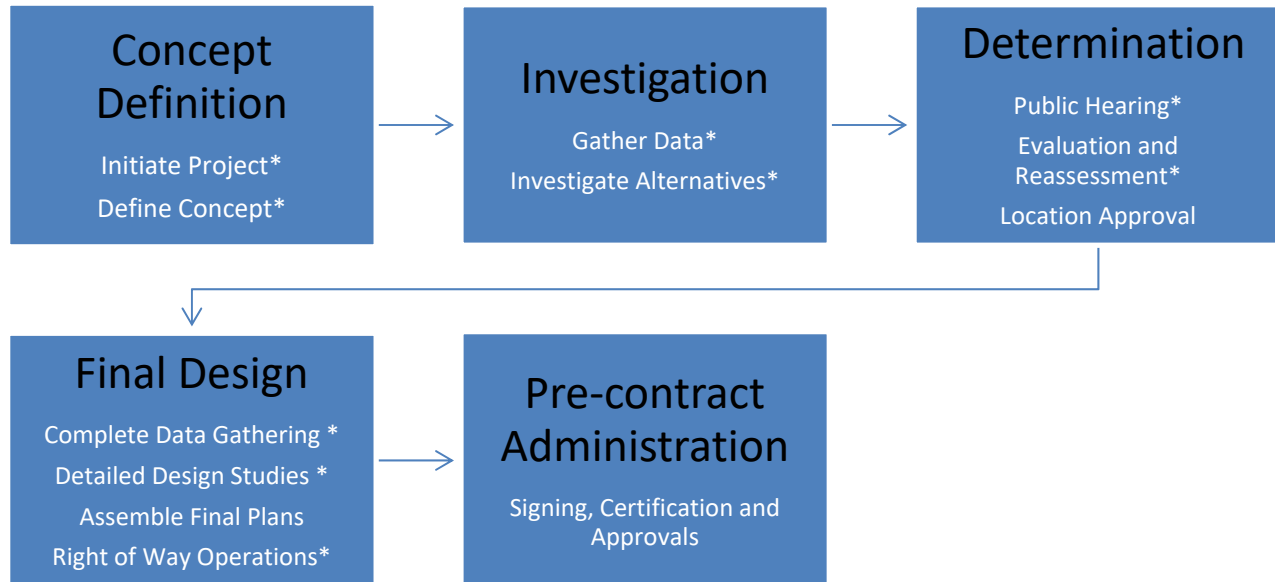 Concept
Definition
Initiate Project*
Define Concept*
Investigation
Gather Data*
Investigate Alternatives*
Determination
Public Hearing*
Evaluation and
Reassessment*
Location Approval
Final Design
Complete Data Gathering *
Detailed Design Studies *
Assemble Final Plans
Right of Way Operations*
Pre-contract
Administration
Signing, Certification and
Approvals